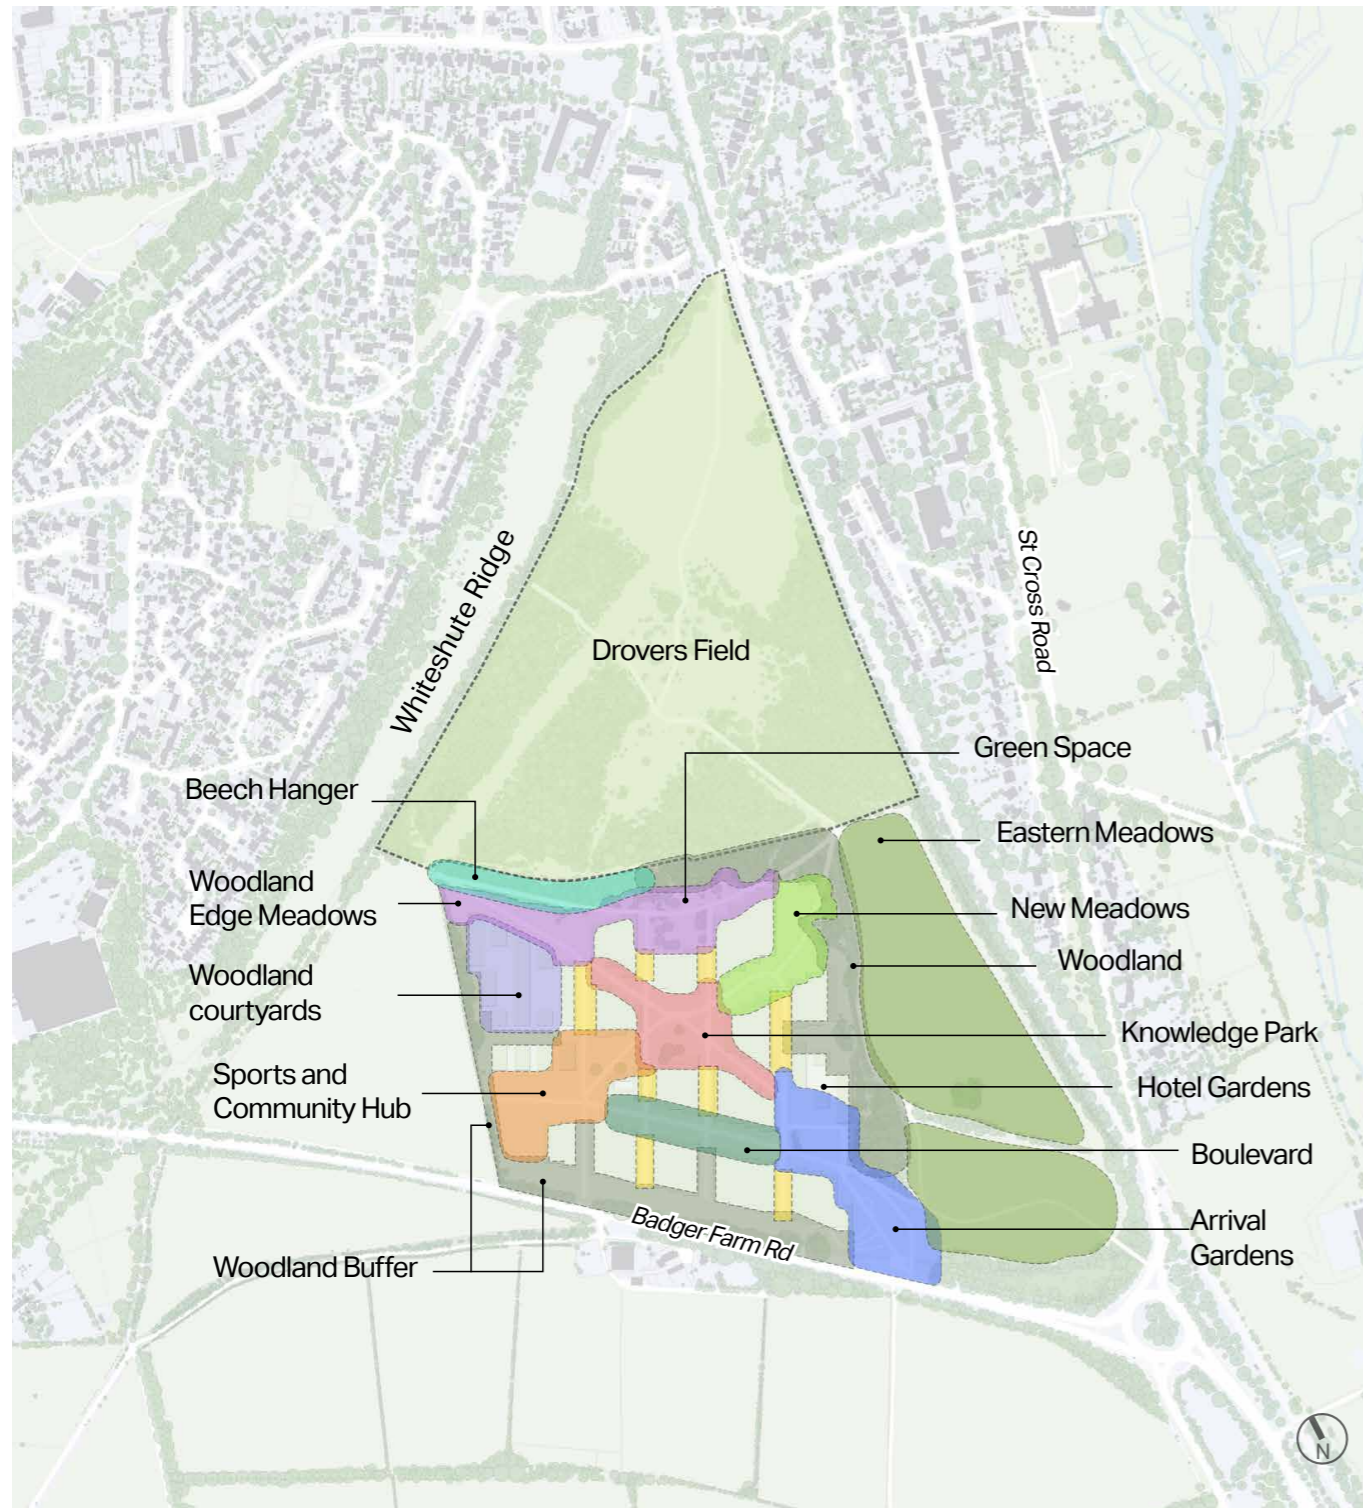 Whiteshute Ridge
St Cross Road
Drovers Field
Green Space
Beech Hanger
Eastern Meadows
Woodland
Edge Meadows
New Meadows
Woodland
Woodland
courtyards
Knowledge Park
Sports and
Community Hub
Hotel Gardens
Boulevard
Arrival
Gardens
Badger Farm Rd
Woodland Buffer
N